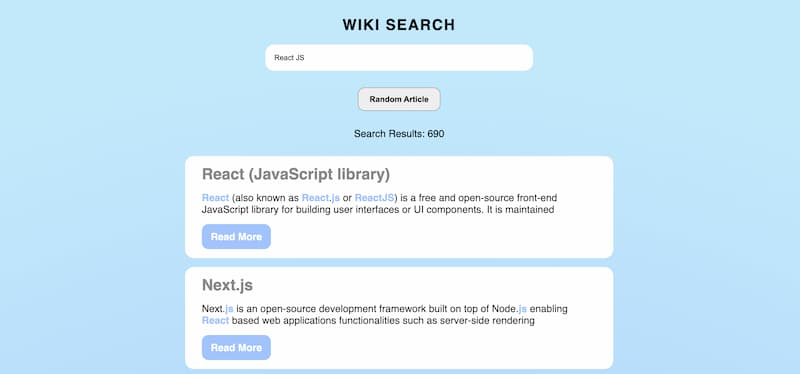 WIKI SEARCH
React JS
Random Article
Search Results: 690
React (JavaScript library)
React (also known as React.js or ReactJS) is a free and open-source front-end
JavaScript library for building user interfaces or UI components. It is maintained
Read More
Next.js
Next.js is an open-source development framework built on top of Node.js enabling
React based web applications functionalities such as server-side rendering
Read More